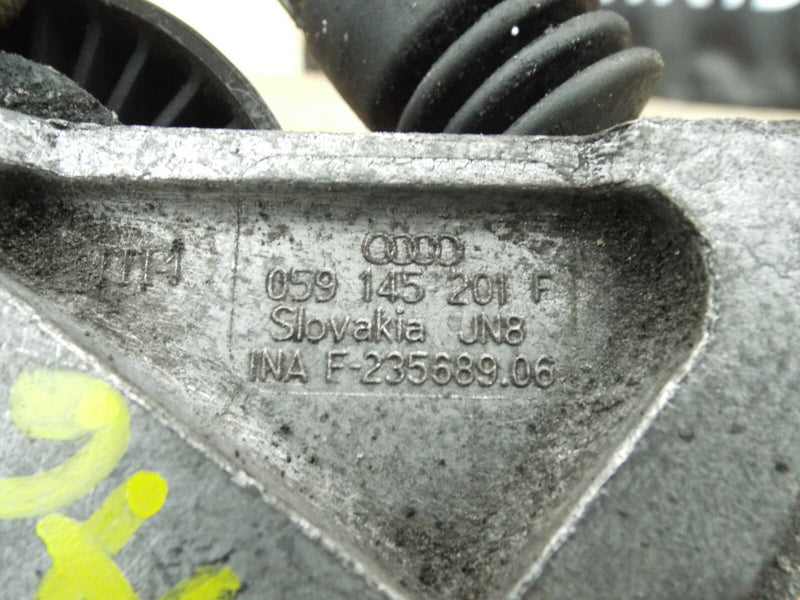 059 145 201 F
Slovakia JN8
INA F-235689.06